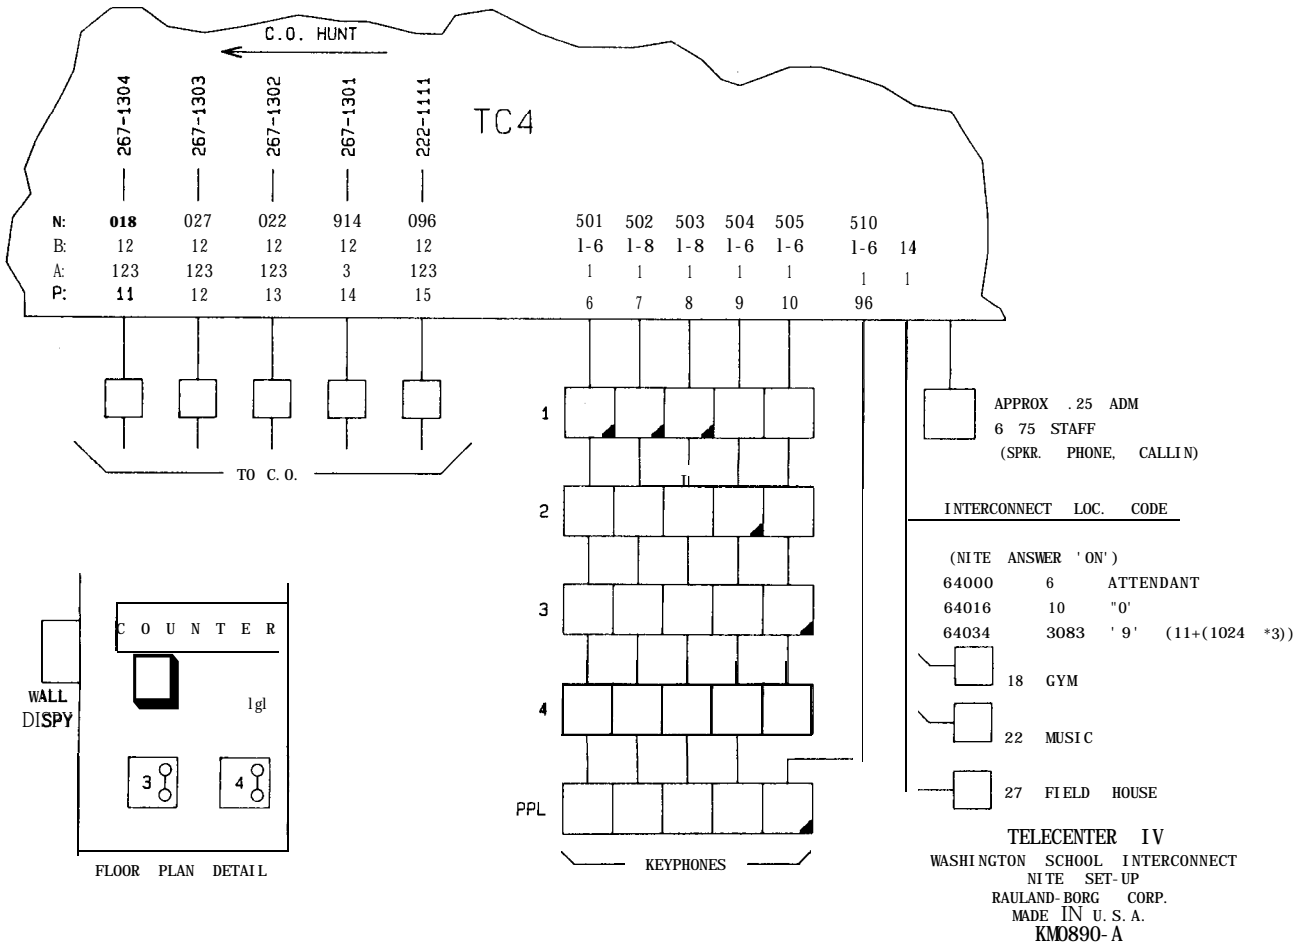 C.O. HUNT
267-1304 267-1303 267-1302 267-1301 222-1111
TC4
N: 018 027 022 914 096 501 502 503 504 505 510
B: 12 12 12 12 12 1-6 1-8 1-8 1-6 1-6 1-6 14
A: 123 123 123 3 123 1 1 1 1 1 1 1
P: 11 12 13 14 15 6 7 8 9 10 96
TO C.O.
1
2
3
4
PPL
KEYPHONES
APPROX .25 ADM
6 75 STAFF
(SPKR. PHONE, CALLIN)
INTERCONNECT LOC. CODE
(NITE ANSWER 'ON')
64000 6 ATTENDANT
64016 10 "0'
64034 3083 '9' (11+(1024 *3))
18 GYM
22 MUSIC
27 FIELD HOUSE
COUNTER
WALL
DISPY
lgl
3 4
FLOOR PLAN DETAIL
TELECENTER IV
WASHINGTON SCHOOL INTERCONNECT
NITE SET-UP
RAULAND-BORG CORP.
MADE IN U.S.A.
KM0890-A